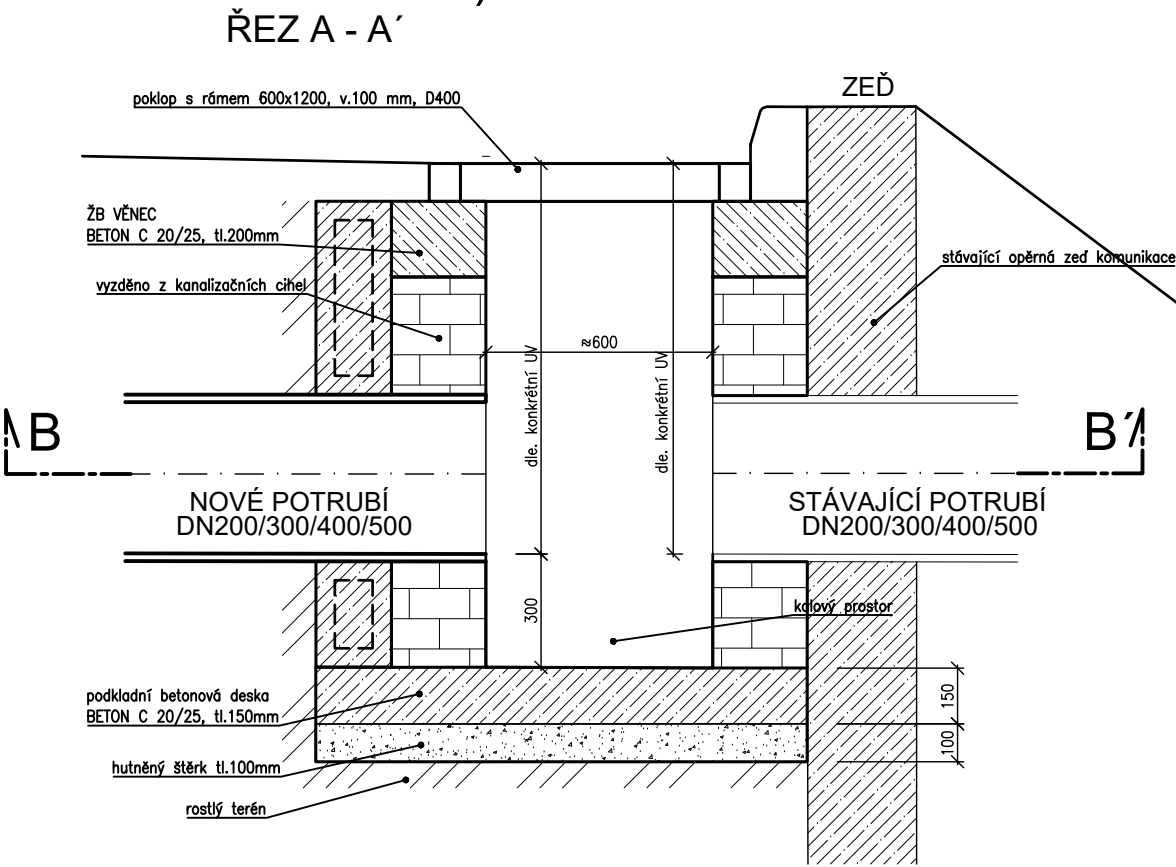 ŘEZ A - A´
ZEĎ
poklop s rámem 600x1200, v.100 mm, D400
ŽB VĚNEC
BETON C 20/25, tl.200mm
stávající opěrná zeď komunikace
vyzděno z kanalizačních cihel
≈600
dle. konkrétní UV
dle. konkrétní UV
B
B´
NOVÉ POTRUBÍ
DN200/300/400/500
STÁVAJÍCÍ POTRUBÍ
DN200/300/400/500
300
kalový prostor
podkladní betonová deska
BETON C 20/25, tl.150mm
150
100
hutněný štěrk tl.100mm
rostlý terén